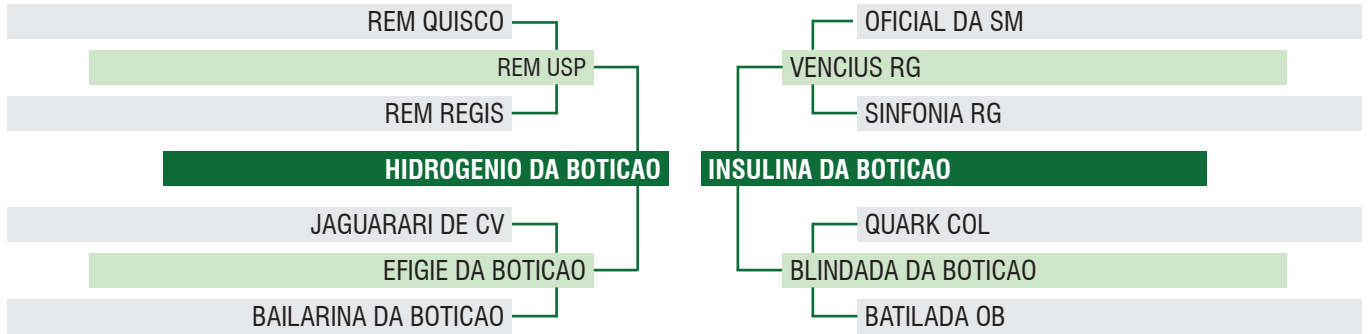 REM QUISCO
REM USP
REM REGIS
HIDROGENIO DA BOTICAO
JAGUARARI DE CV
EFIGIE DA BOTICAO
BAILARINA DA BOTICAO
OFICIAL DA SM
VENCIUS RG
SINFONIA RG
INSULINA DA BOTICAO
QUARK COL
BLINDADA DA BOTICAO
BATILADA OB